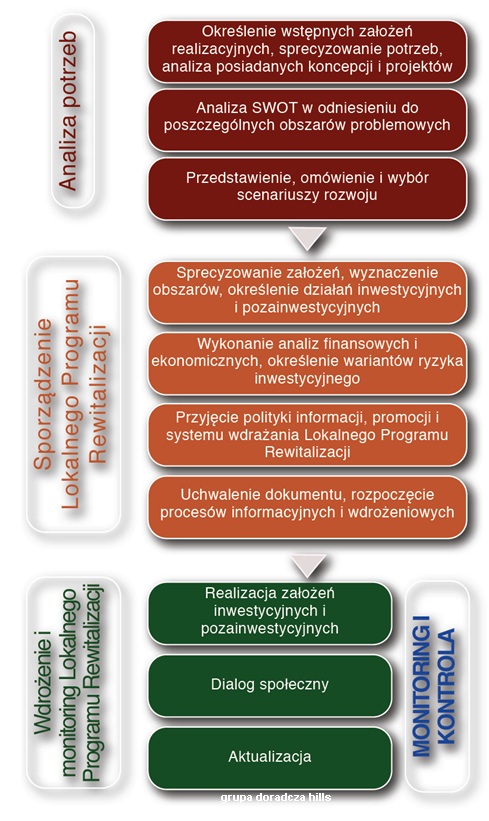 Analiza potrzeb
Określenie wstępnych założeń
realizacyjnych, sprecyzowanie potrzeb,
analiza posiadanych koncepcji i projektów
Analiza SWOT w odniesieniu do
poszczególnych obszarów problemowych
Przedstawienie, omówienie i wybór
scenariuszy rozwoju
Sporządzenie
Lokalnego Programu
Rewitalizacji
Sprecyzowanie założeń, wyznaczenie
obszarów, określenie działań inwestycyjnych
i pozainwestycyjnych
Wykonanie analiz finansowych i
ekonomicznych, określenie wariantów ryzyka
inwestycyjnego
Przyjęcie polityki informacji, promocji i
systemu wdrażania Lokalnego Programu
Rewitalizacji
Uchwalenie dokumentu, rozpoczęcie
procesów informacyjnych i wdrożeniowych
Wdrożenie i
monitoring Lokalnego
Programu Rewitalizacji
Realizacja założeń
inwestycyjnych i
pozainwestycyjnych
Dialog społeczny
Aktualizacja
MONITORING I
KONTROLA
grupa doradcza hills